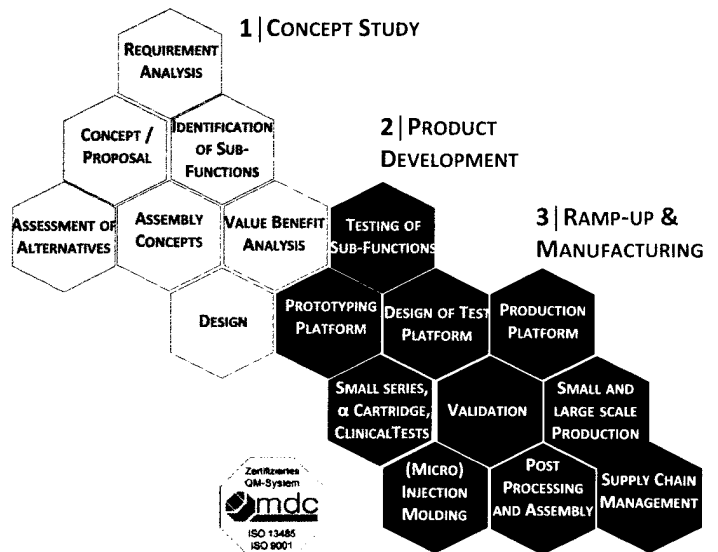 1|CONCEPT STUDY
REQUIREMENT
ANALYSIS
CONCEPT /
PROPOSAL
IDENTIFICATION
OF SUB-
FUNCTIONS
2|PRODUCT
DEVELOPMENT
ASSESSMENT OF
ALTERNATIVES
ASSEMBLY
CONCEPTS
VALUE BENEFIT
ANALYSIS
TESTING OF
SUB-FUNCTIONS
3|RAMP-UP &
MANUFACTURING
DESIGN
PROTOTYPING
PLATFORM
DESIGN OF TEST
PLATFORM
PRODUCTION
PLATFORM
SMALL SERIES,
α CARTRIDGE,
CLINICALTESTS
VALIDATION
SMALL AND
LARGE SCALE
PRODUCTION
(MICRO)
INJECTION
MOLDING
POST
PROCESSING
AND ASSEMBLY
SUPPLY CHAIN
MANAGEMENT
Zertifiziertes
QM-System
mdc
ISO 13485
ISO 9001